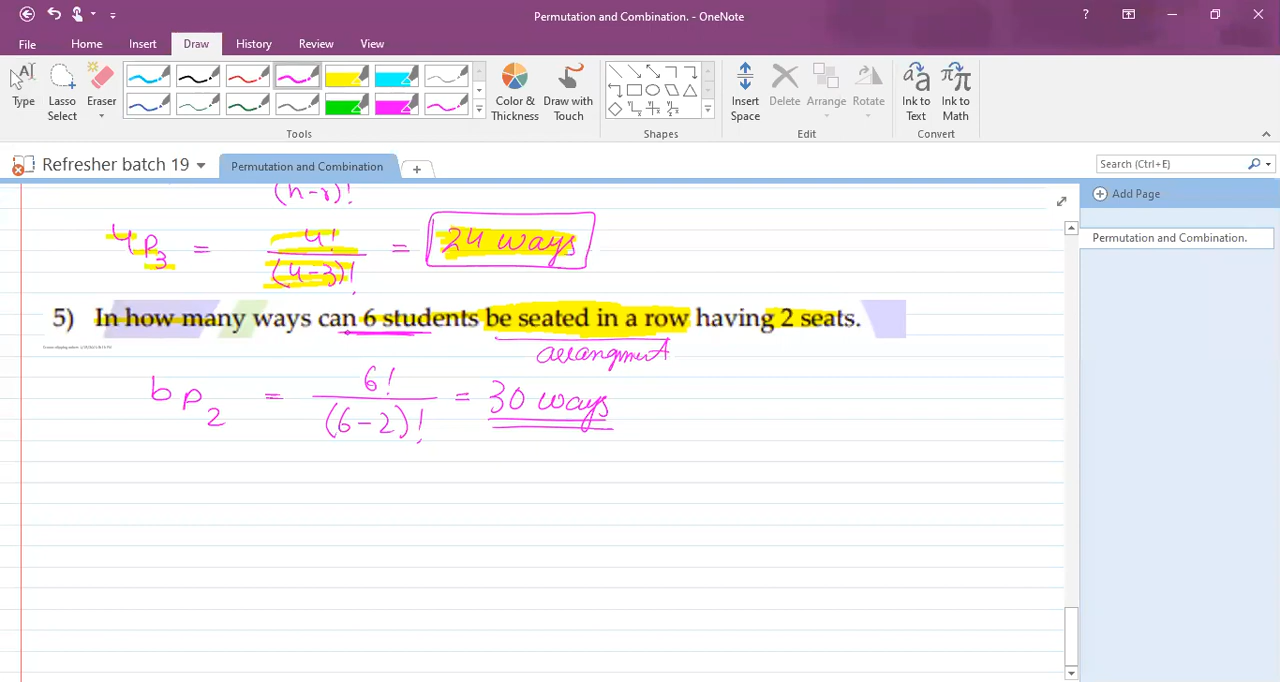 Permutation and Combination. - OneNote
?
File Home Insert Draw History Review View
Type Lasso Select Eraser Color & Thickness Draw with Touch Insert Space Delete Arrange Rotate Ink to Text Ink to Math
Tools Shapes Edit Convert
Refresher batch 19 Permutation and Combination Search (Ctrl+E)
Add Page
Permutation and Combination.
(n-r)!
4P3 = 4! / (4-3)! = 24 ways
5) In how many ways can 6 students be seated in a row having 2 seats.
arrangment
6P2 = 6! / (6-2)! = 30 ways